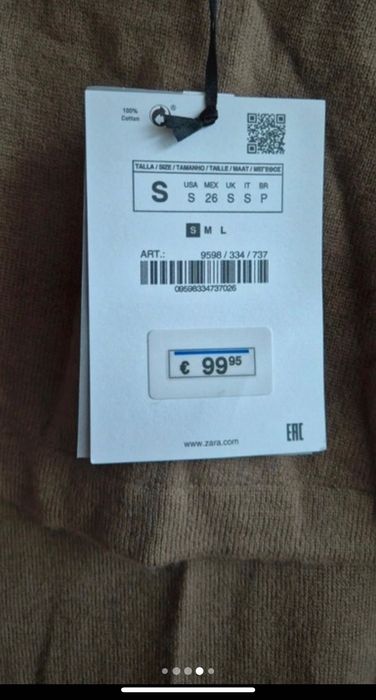 100%
Cotton
®
TALLA / SIZE / TAMANHO / TAILLE / MAAT / ΜΕΓΕΘΟΣ
S
USA MEX UK IT BR
S 26 S S P
S M L
ART.: 9598 / 334 / 737
09598334737026
€ 99 95
www.zara.com
EAC